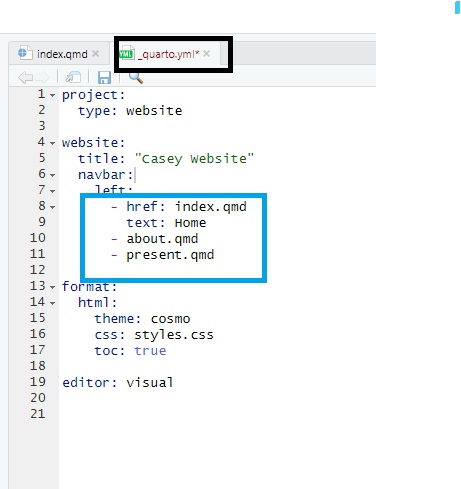 index.qmd × YML _quarto.yml* ×
1 project:
2   type: website
3
4 website:
5   title: "Casey Website"
6   navbar:
7     left:
8       - href: index.qmd
9         text: Home
10       - about.qmd
11       - present.qmd
12
13 format:
14   html:
15     theme: cosmo
16     css: styles.css
17     toc: true
18
19 editor: visual
20
21